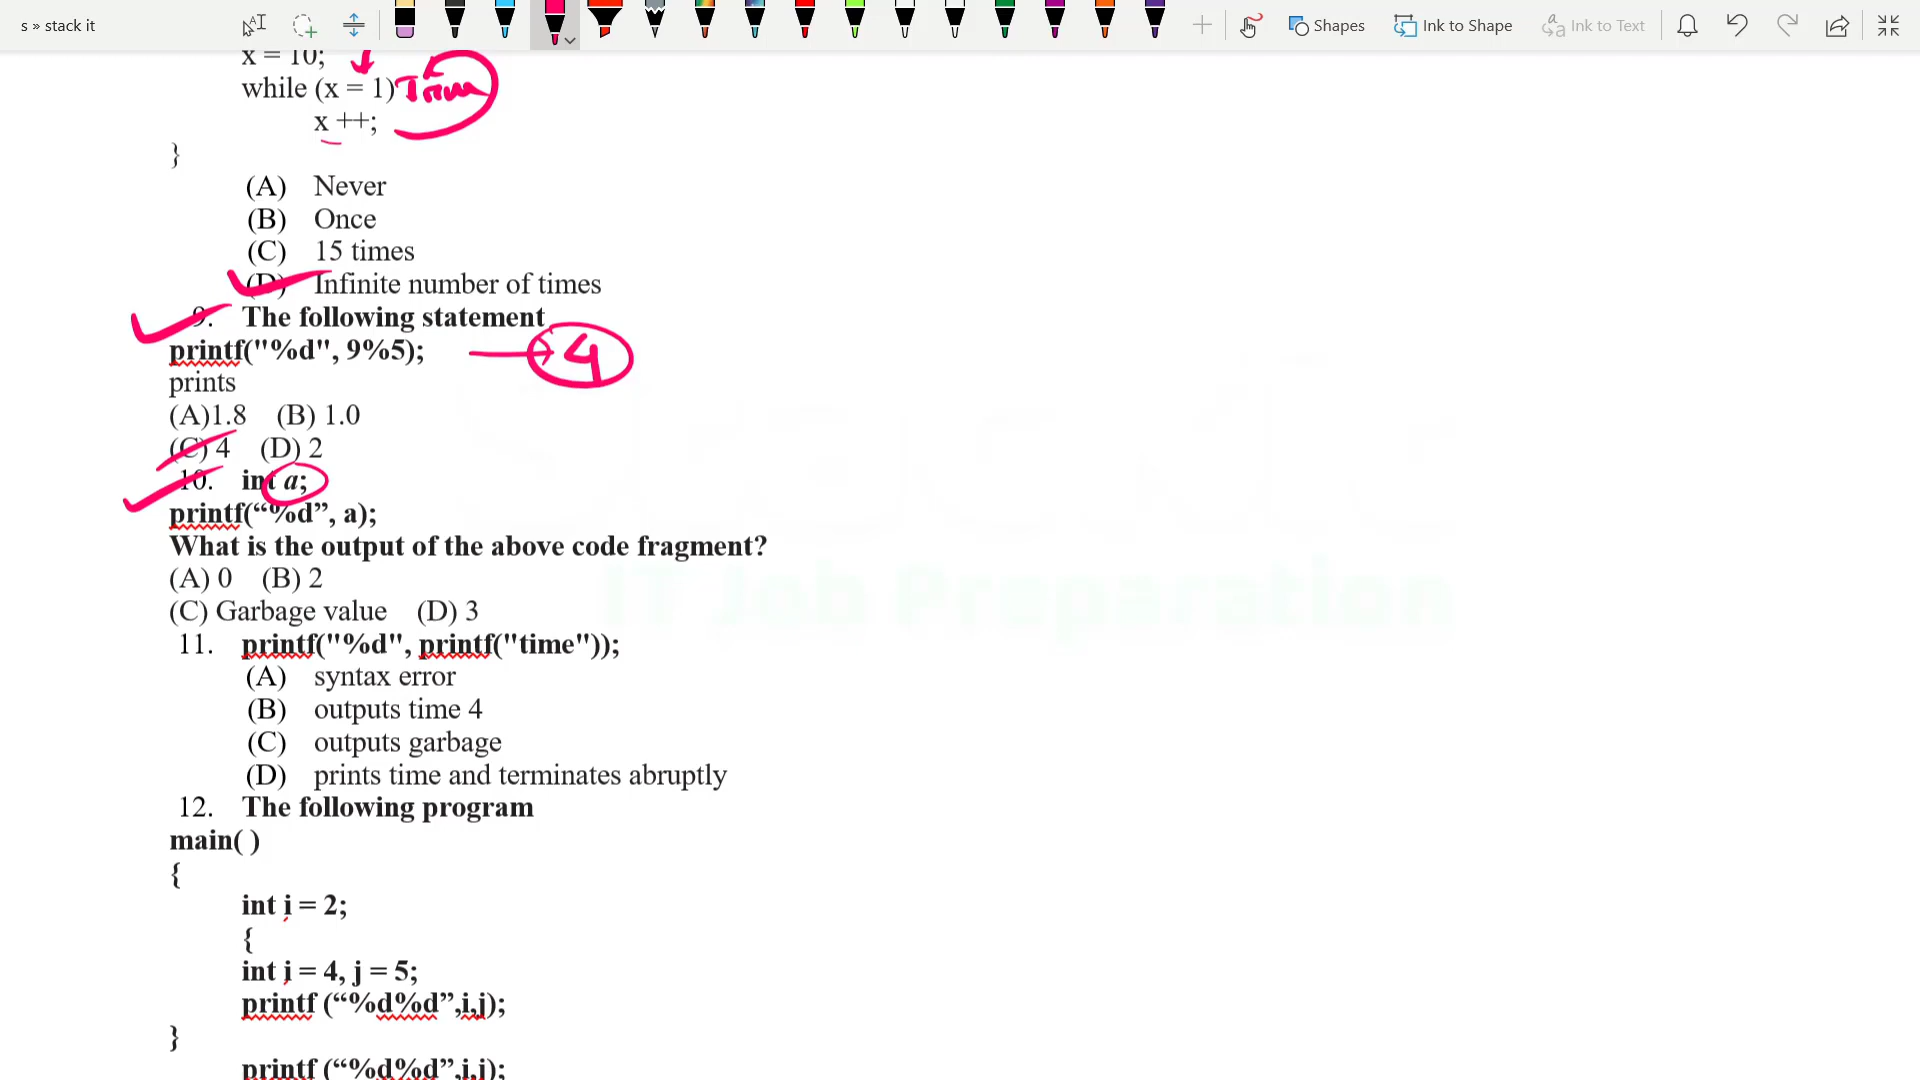 s » stack it
Shapes
Ink to Shape
Ink to Text
x = 10;
while (x = 1) True
x ++;
}
(A) Never
(B) Once
(C) 15 times
(D) Infinite number of times
9. The following statement
printf("%d", 9%5); 4
prints
(A)1.8 (B) 1.0
(C) 4 (D) 2
10. int a;
printf(“%d”, a);
What is the output of the above code fragment?
(A) 0 (B) 2
(C) Garbage value (D) 3
IT Job Preparation
11. printf("%d", printf("time"));
(A) syntax error
(B) outputs time 4
(C) outputs garbage
(D) prints time and terminates abruptly
12. The following program
main( )
{
int i = 2;
{
int i = 4, j = 5;
printf (“%d%d”,i,j);
}
printf (“%d%d”,i,j);